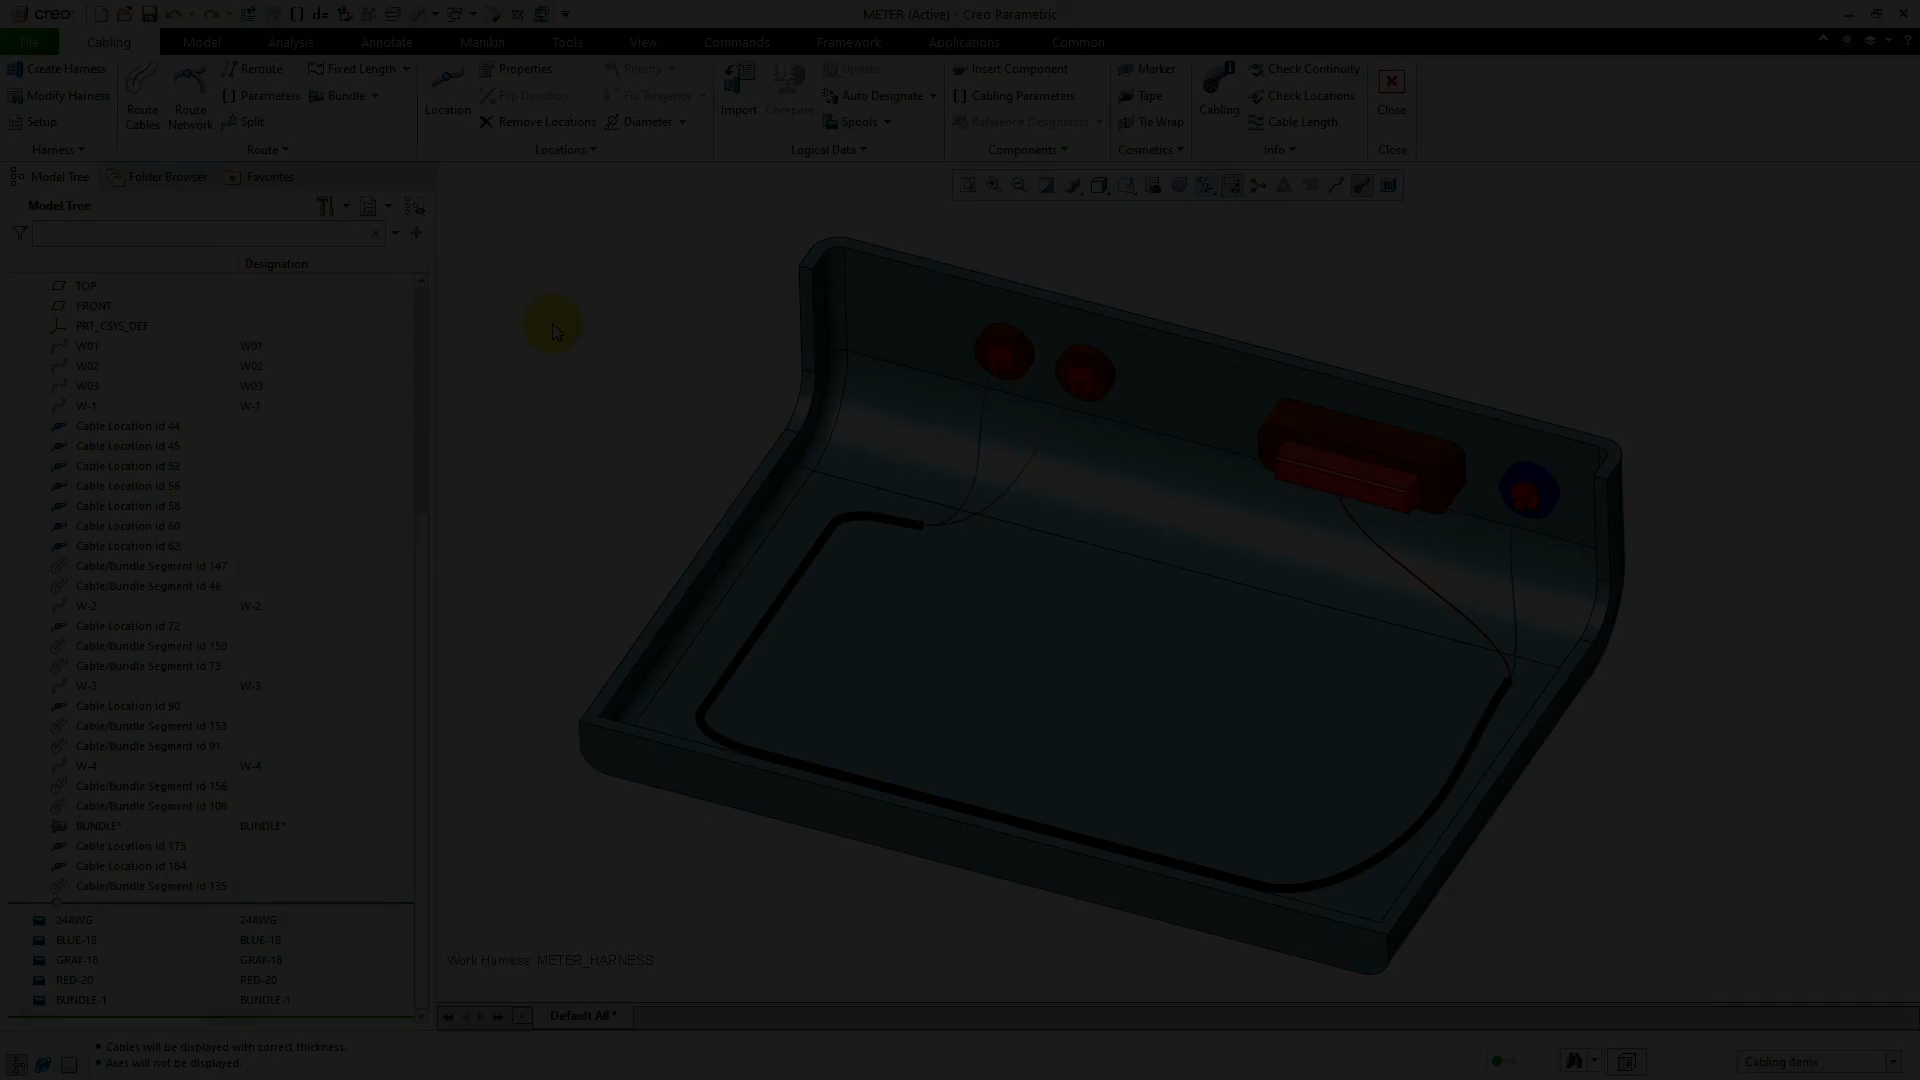 creo
METER (Active) - Creo Parametric
File Cabling Model Analysis Annotate Manikin Tools View Commands Framework Applications Common
Create Harness
Modify Harness
Setup
Harness
Route Cables
Route Network
Reroute
Parameters
Split
Fixed Length
Bundle
Route
Location
Properties
Flip Direction
Remove Locations
Priority
Fix Tangency
Diameter
Locations
Import
Compare
Update
Auto Designate
Spools
Logical Data
Insert Component
Cabling Parameters
Reference Designators
Components
Marker
Tape
Tie Wrap
Cosmetics
Cabling
Check Continuity
Check Locations
Cable Length
Info
Close
Close
Model Tree Folder Browser Favorites
Model Tree
Designation
TOP
FRONT
PRT_CSYS_DEF
W01 W01
W02 W02
W03 W03
W-1 W-1
Cable Location id 44
Cable Location id 45
Cable Location id 52
Cable Location id 56
Cable Location id 58
Cable Location id 60
Cable Location id 62
Cable/Bundle Segment id 147
Cable/Bundle Segment id 46
W-2 W-2
Cable Location id 72
Cable/Bundle Segment id 150
Cable/Bundle Segment id 73
W-3 W-3
Cable Location id 90
Cable/Bundle Segment id 153
Cable/Bundle Segment id 91
W-4 W-4
Cable/Bundle Segment id 156
Cable/Bundle Segment id 108
BUNDLE* BUNDLE*
Cable Location id 173
Cable Location id 184
Cable/Bundle Segment id 135
24AWG 24AWG
BLUE-18 BLUE-18
GRAY-18 GRAY-18
RED-20 RED-20
BUNDLE-1 BUNDLE-1
Work Harness: METER_HARNESS
Default All *
• Cables will be displayed with correct thickness.
• Axes will not be displayed.
Cabling items